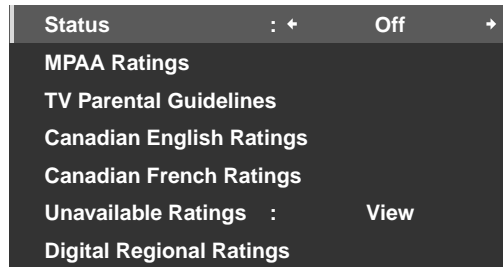 Status : ← Off →
MPAA Ratings
TV Parental Guidelines
Canadian English Ratings
Canadian French Ratings
Unavailable Ratings : View
Digital Regional Ratings